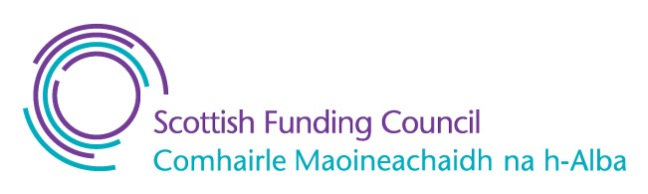 Scottish Funding Council
Comhairle Maoineachaidh na h-Alba